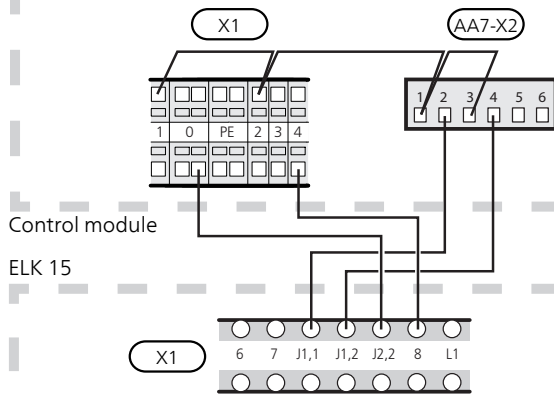 X1
AA7-X2
1 2 3 4 5 6
1 0 PE 2 3 4
Control module
ELK 15
X1
6 7 J1,1 J1,2 J2,2 8 L1